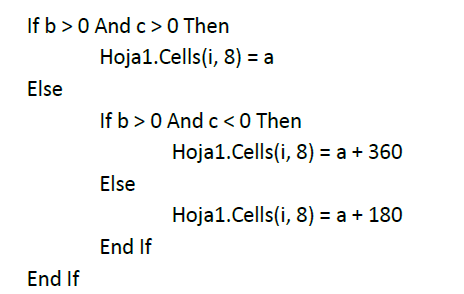 If b > 0 And c > 0 Then
Hoja1.Cells(i, 8) = a
Else
If b > 0 And c < 0 Then
Hoja1.Cells(i, 8) = a + 360
Else
Hoja1.Cells(i, 8) = a + 180
End If
End If